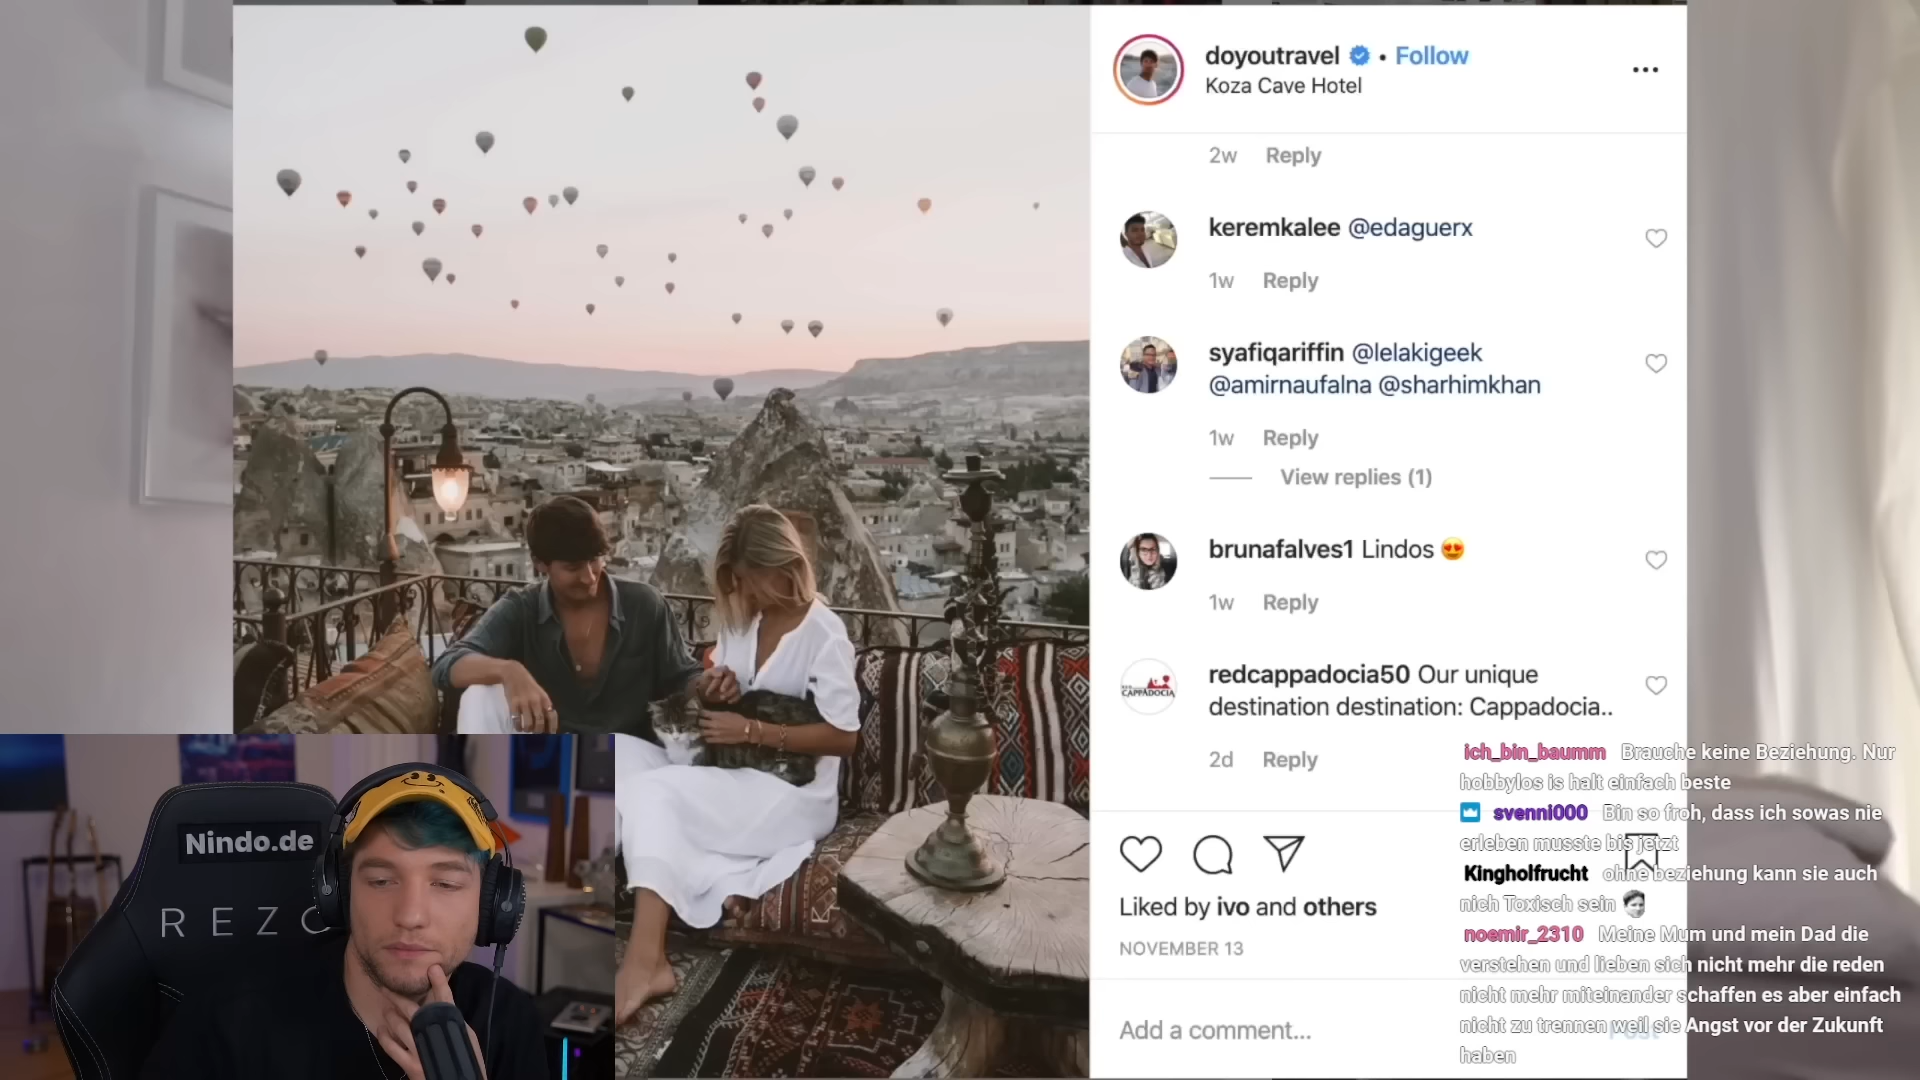 doyoutravel • Follow
Koza Cave Hotel
2w Reply
keremkalee @edaguerx
1w Reply
syafiqariffin @lelakigeek
@amirnaufalna @sharhimkhan
1w Reply
View replies (1)
brunafalves1 Lindos 😍
1w Reply
redcappadocia50 Our unique
destination destination: Cappadocia..
2d Reply
CAPPADOCIA
Liked by ivo and others
NOVEMBER 13
Add a comment...
Post
ich_bin_baumm Brauche keine Beziehung. Nur
hobbylos is halt einfach beste
svenni000 Bin so froh, dass ich sowas nie
erleben musste bis jetzt
Kingholfrucht ohne beziehung kann sie auch
nich Toxisch sein
noemir_2310 Meine Mum und mein Dad die
verstehen und lieben sich nicht mehr die reden
nicht mehr miteinander schaffen es aber einfach
nicht zu trennen weil sie Angst vor der Zukunft
haben
Nindo.de
REZO